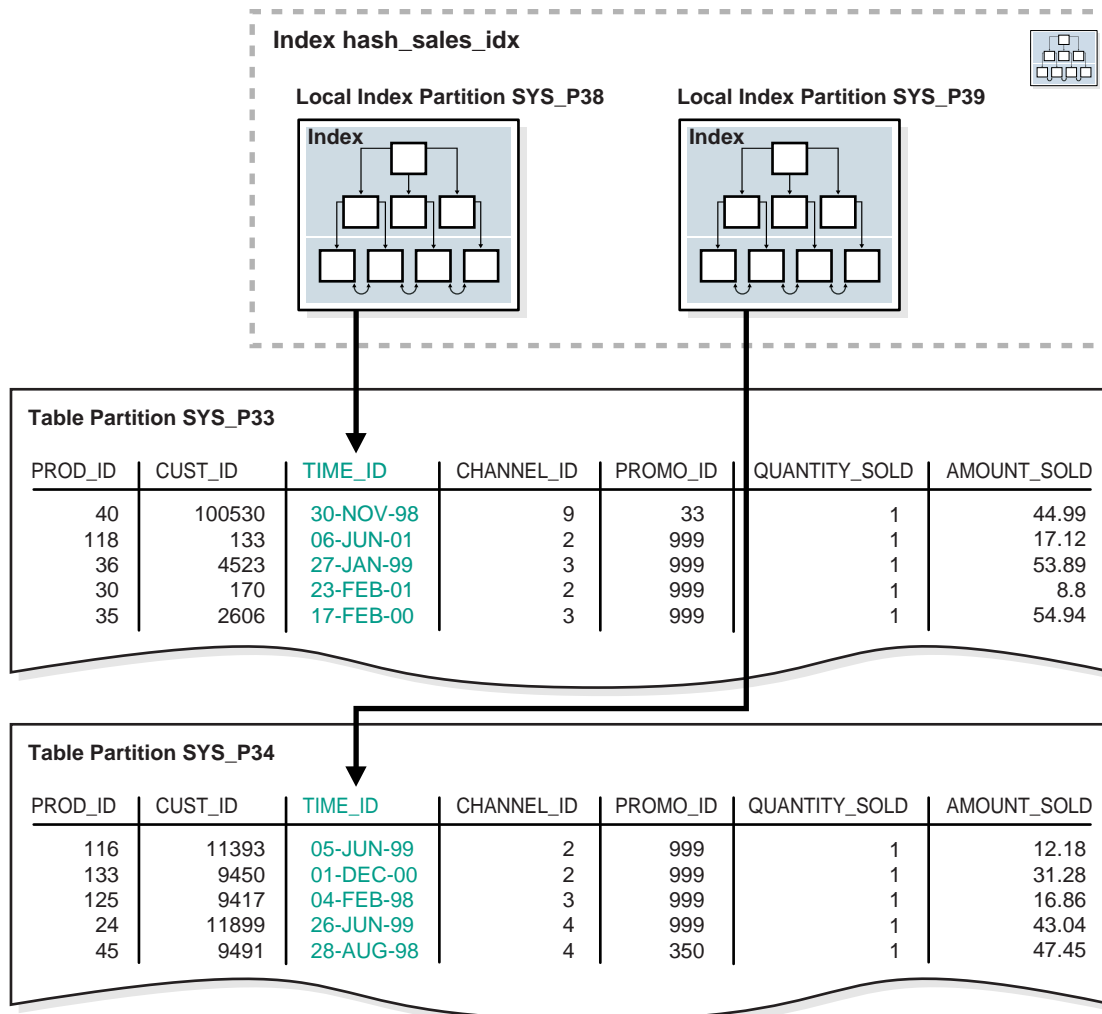 Index hash_sales_idx
Local Index Partition SYS_P38 Local Index Partition SYS_P39
Index Index
Table Partition SYS_P33
PROD_ID CUST_ID TIME_ID CHANNEL_ID PROMO_ID QUANTITY_SOLD AMOUNT_SOLD
40 100530 30-NOV-98 9 33 1 44.99
118 133 06-JUN-01 2 999 1 17.12
36 4523 27-JAN-99 3 999 1 53.89
30 170 23-FEB-01 2 999 1 8.8
35 2606 17-FEB-00 3 999 1 54.94
Table Partition SYS_P34
PROD_ID CUST_ID TIME_ID CHANNEL_ID PROMO_ID QUANTITY_SOLD AMOUNT_SOLD
116 11393 05-JUN-99 2 999 1 12.18
133 9450 01-DEC-00 2 999 1 31.28
125 9417 04-FEB-98 3 999 1 16.86
24 11899 26-JUN-99 4 999 1 43.04
45 9491 28-AUG-98 4 350 1 47.45